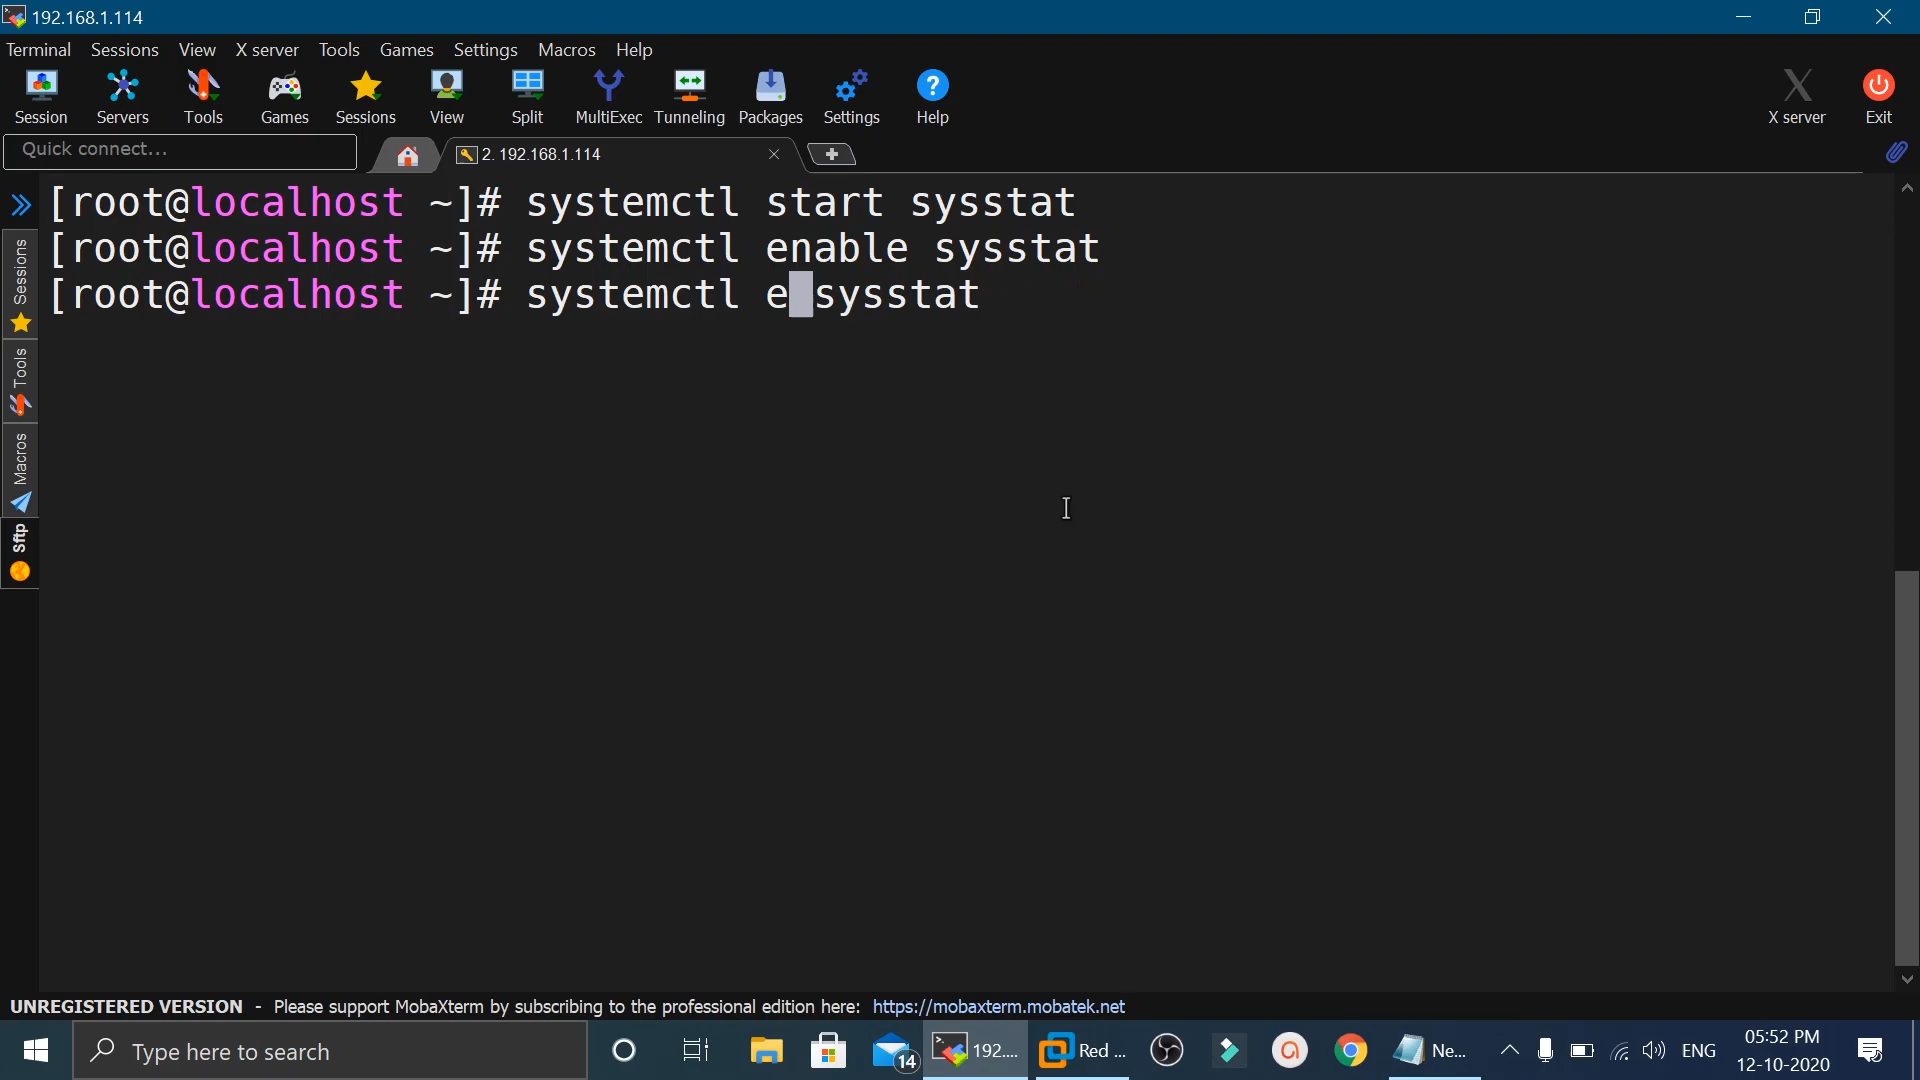 192.168.1.114
Terminal Sessions View X server Tools Games Settings Macros Help
Session Servers Tools Games Sessions View Split MultiExec Tunneling Packages Settings Help X server Exit
Quick connect...
2. 192.168.1.114
[root@localhost ~]# systemctl start sysstat
[root@localhost ~]# systemctl enable sysstat
[root@localhost ~]# systemctl e sysstat
Sessions
Tools
Macros
Sftp
UNREGISTERED VERSION - Please support MobaXterm by subscribing to the professional edition here: https://mobaxterm.mobatek.net
Type here to search
14
192....
Red ...
Ne...
ENG
05:52 PM
12-10-2020